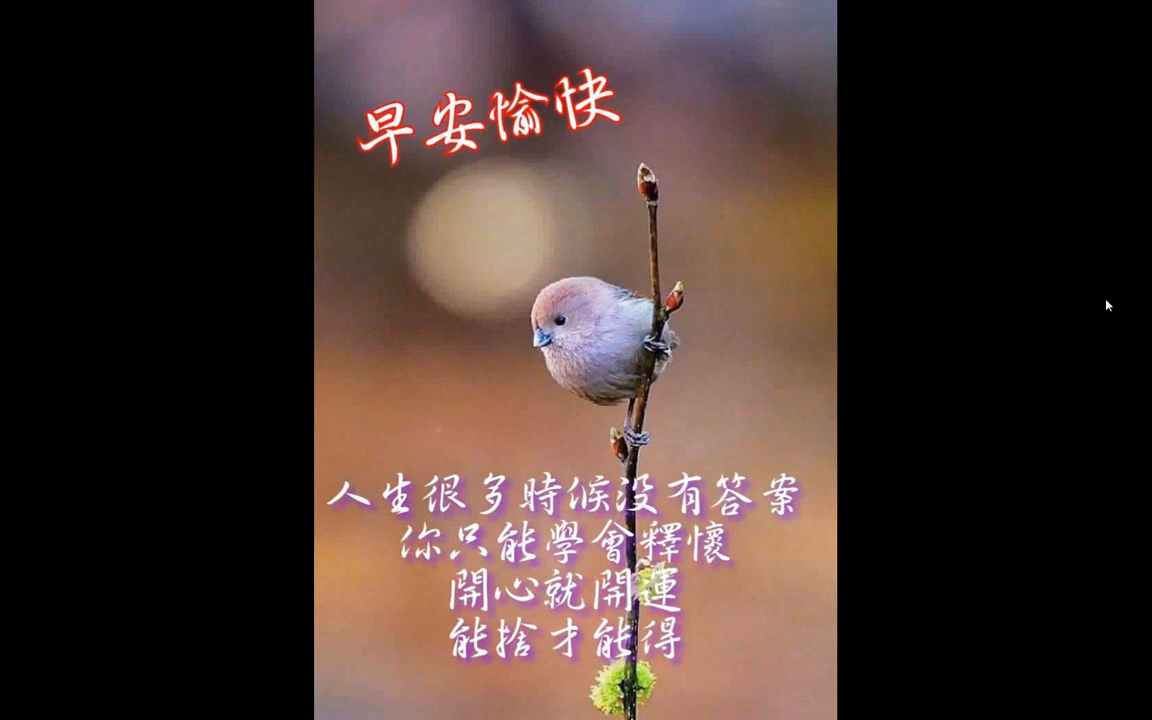 早安愉快
人生很多時候没有答案
你只能學會釋懷
開心就開運
能捨才能得